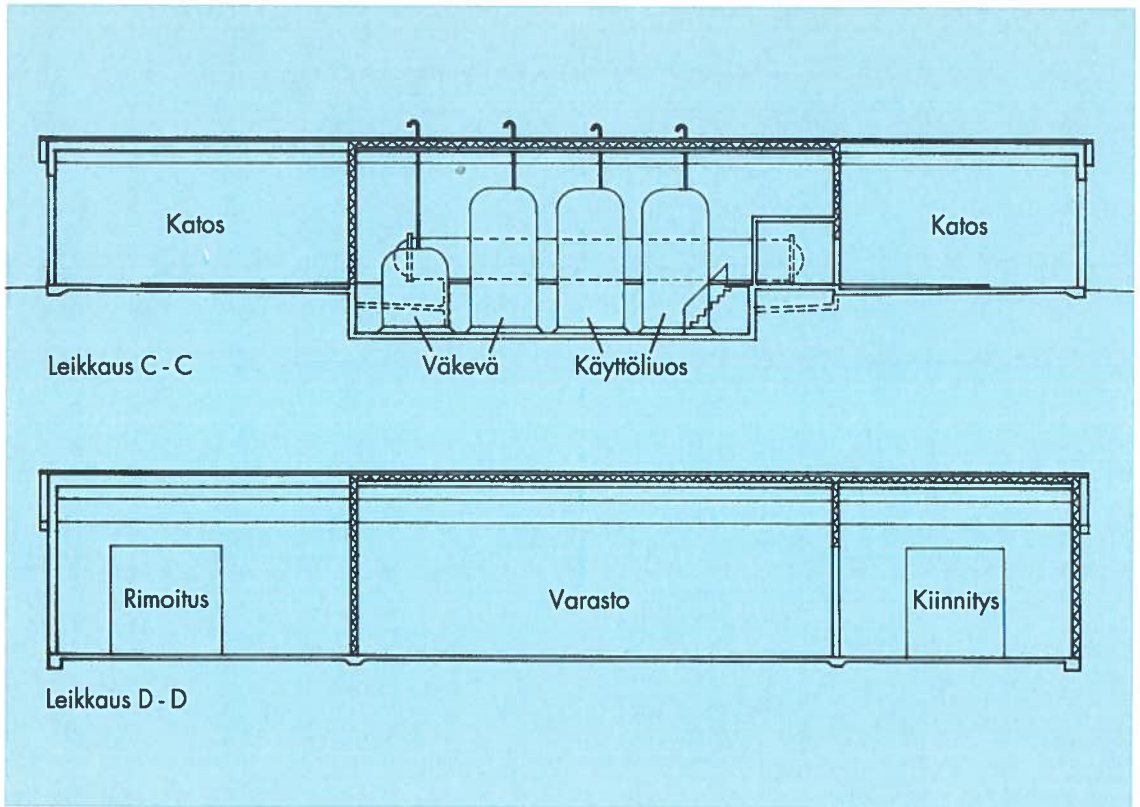 Katos
Katos
Väkevä
Käyttöliuos
Leikkaus C - C
Rimoitus
Varasto
Kiinnitys
Leikkaus D - D